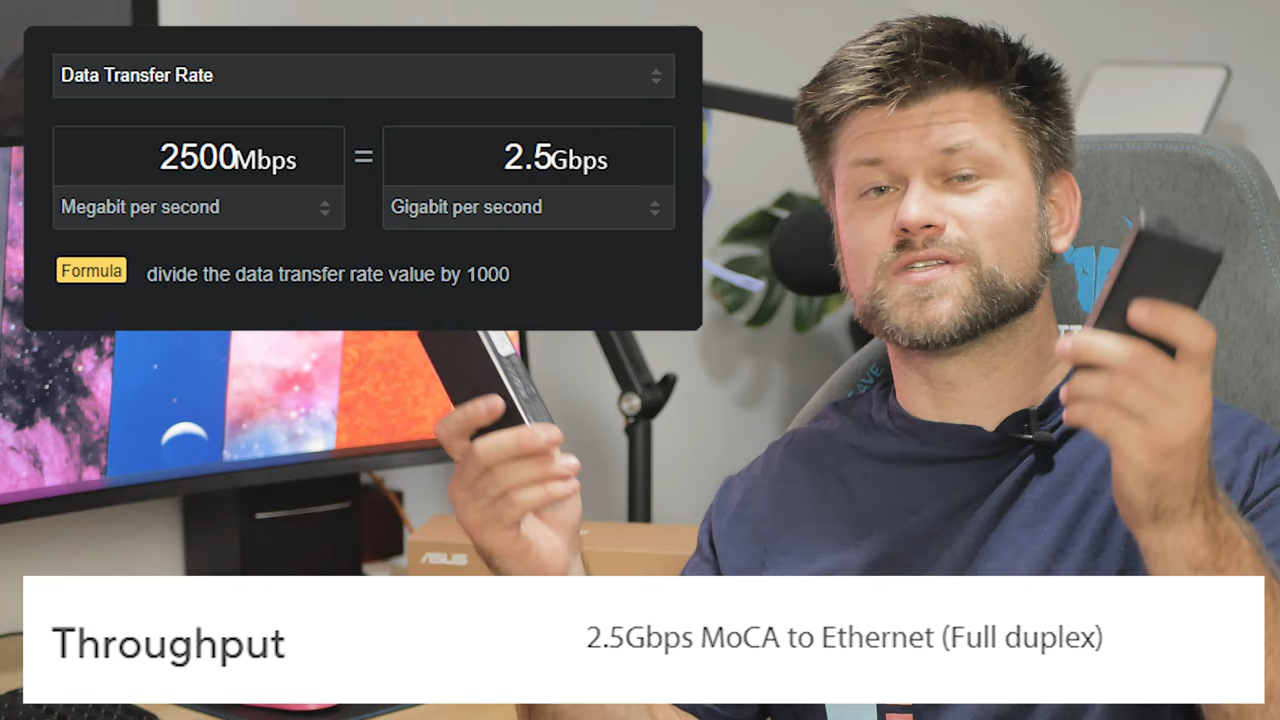 Data Transfer Rate
2500Mbps = 2.5Gbps
Megabit per second Gigabit per second
Formula divide the data transfer rate value by 1000
ASUS
Throughput 2.5Gbps MoCA to Ethernet (Full duplex)